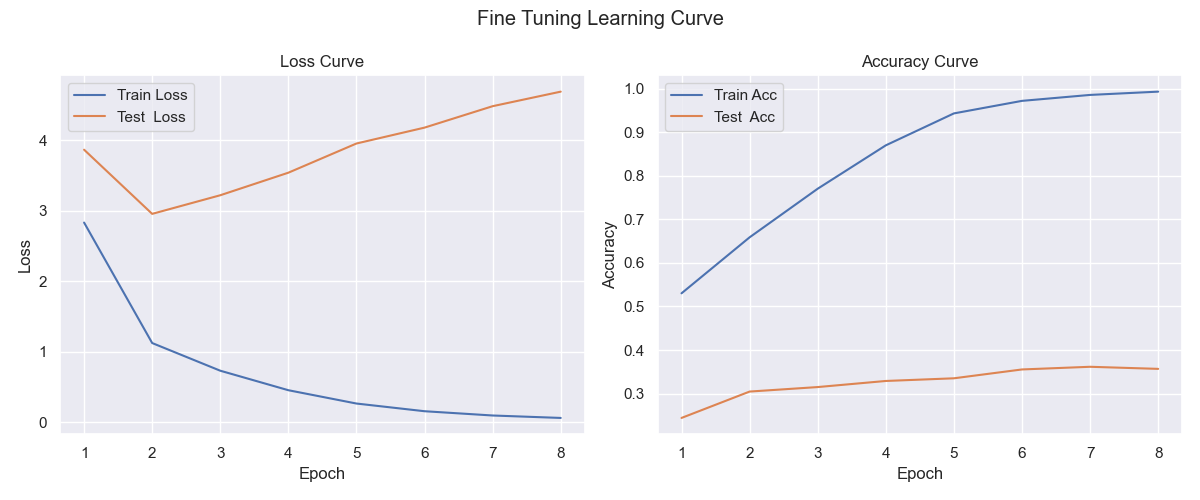 Fine Tuning Learning Curve
Loss Curve
Train Loss
Test  Loss
4
3
2
1
0
Loss
1 2 3 4 5 6 7 8
Epoch
Accuracy Curve
Train Acc
Test  Acc
1.0
0.9
0.8
0.7
0.6
0.5
0.4
0.3
Accuracy
1 2 3 4 5 6 7 8
Epoch